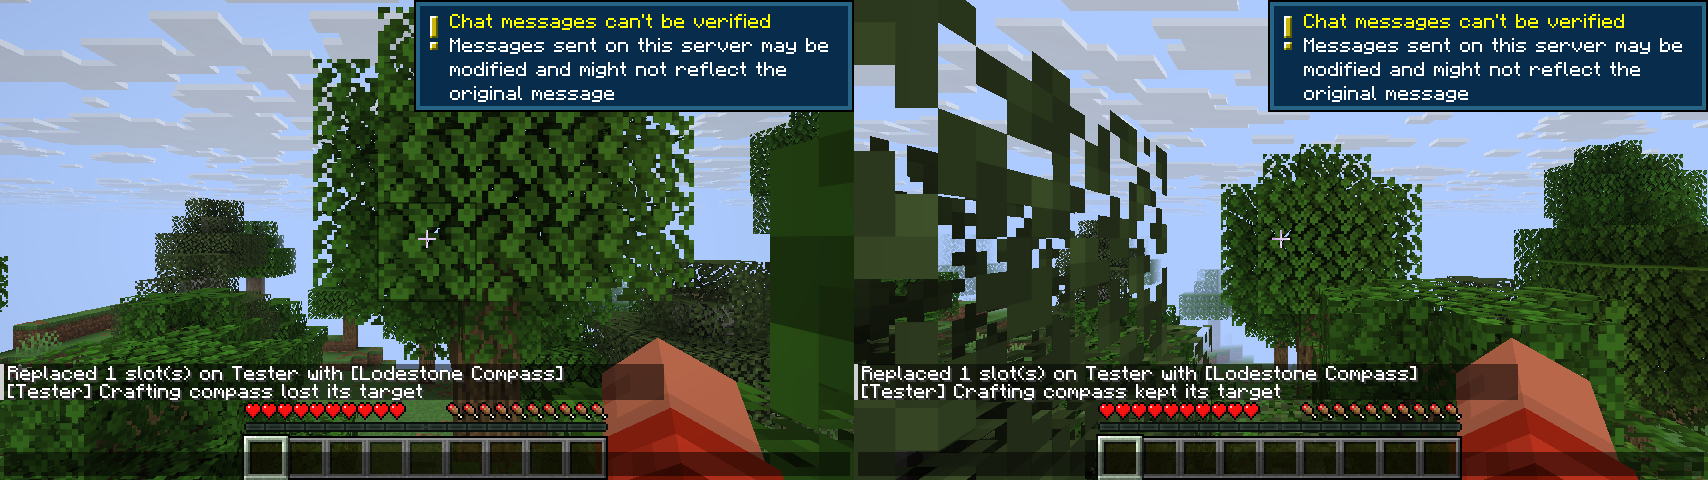 Chat messages can't be verified
Messages sent on this server may be
modified and might not reflect the
original message
Replaced 1 slot(s) on Tester with [Lodestone Compass]
[Tester] Crafting compass lost its target
Chat messages can't be verified
Messages sent on this server may be
modified and might not reflect the
original message
Replaced 1 slot(s) on Tester with [Lodestone Compass]
[Tester] Crafting compass kept its target